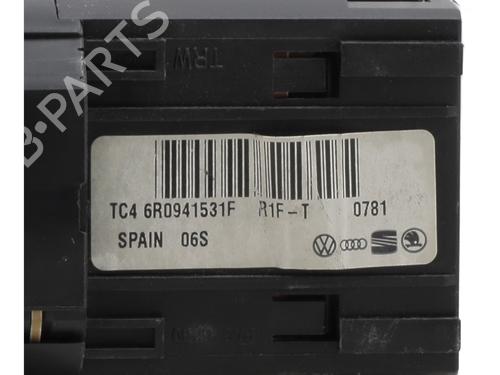 B-PARTS
TRW
TC4 6R0941531F R1F-T 0781
SPAIN 06S